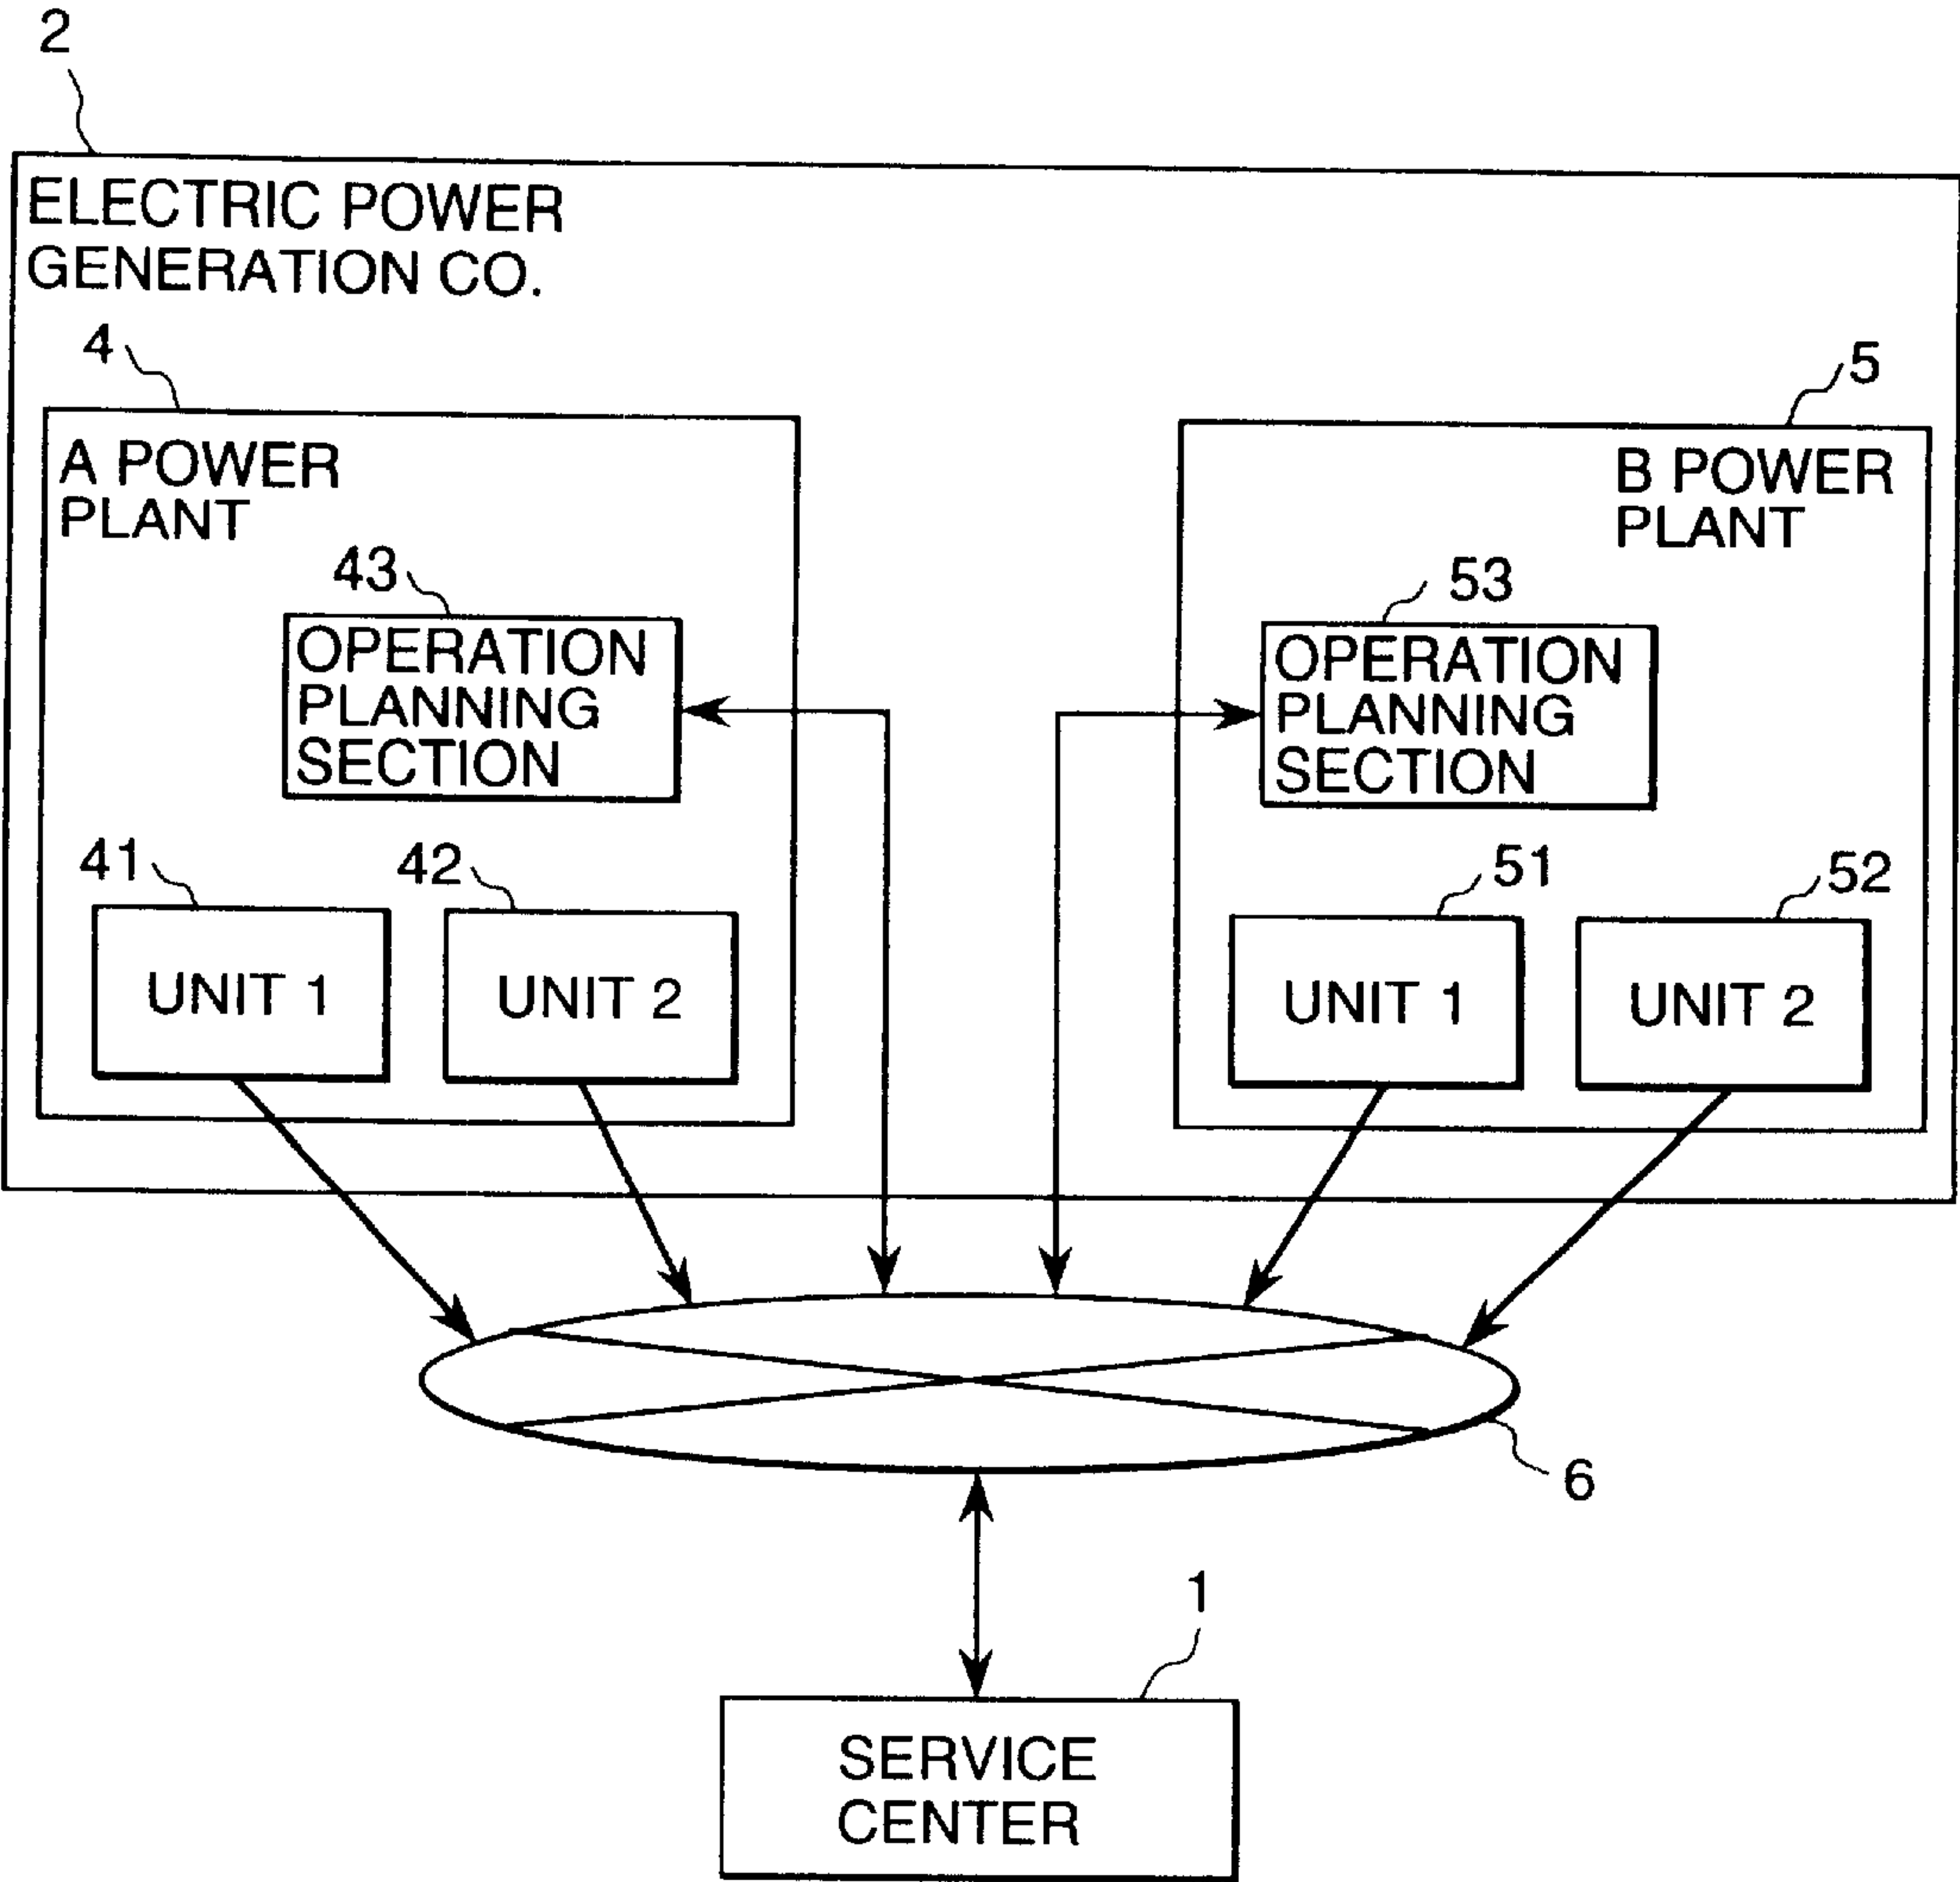 2
ELECTRIC POWER
GENERATION CO.
4
5
A POWER
PLANT
B POWER
PLANT
43
OPERATION
PLANNING
SECTION
53
OPERATION
PLANNING
SECTION
41
42
51
52
UNIT 1
UNIT 2
UNIT 1
UNIT 2
6
1
SERVICE
CENTER